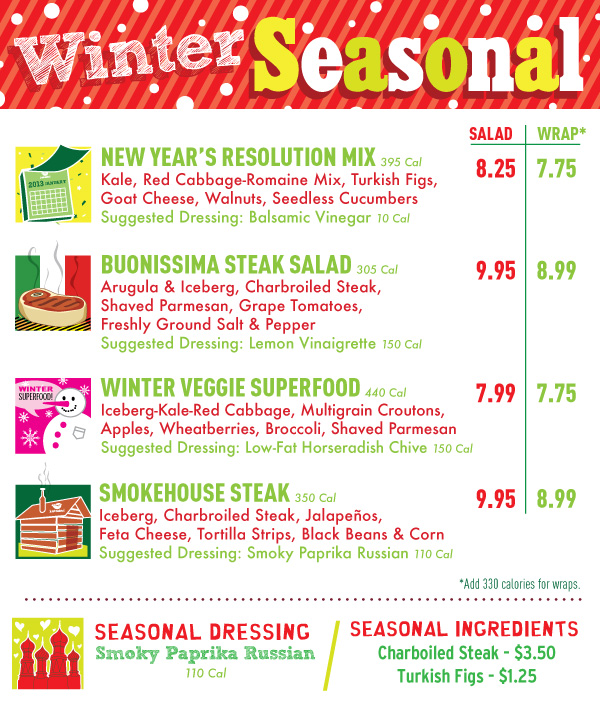 Winter Seasonal
SALAD WRAP*
2013 JANUARY
NEW YEAR'S RESOLUTION MIX 395 Cal 8.25 7.75
Kale, Red Cabbage-Romaine Mix, Turkish Figs,
Goat Cheese, Walnuts, Seedless Cucumbers
Suggested Dressing: Balsamic Vinegar 10 Cal
BUONISSIMA STEAK SALAD 305 Cal 9.95 8.99
Arugula & Iceberg, Charbroiled Steak,
Shaved Parmesan, Grape Tomatoes,
Freshly Ground Salt & Pepper
Suggested Dressing: Lemon Vinaigrette 150 Cal
WINTER
SUPERFOOD!
WINTER VEGGIE SUPERFOOD 440 Cal 7.99 7.75
Iceberg-Kale-Red Cabbage, Multigrain Croutons,
Apples, Wheatberries, Broccoli, Shaved Parmesan
Suggested Dressing: Low-Fat Horseradish Chive 150 Cal
SMOKEHOUSE STEAK 350 Cal 9.95 8.99
Iceberg, Charbroiled Steak, Jalapeños,
Feta Cheese, Tortilla Strips, Black Beans & Corn
Suggested Dressing: Smoky Paprika Russian 110 Cal
*Add 330 calories for wraps.
SEASONAL DRESSING
Smoky Paprika Russian
110 Cal
SEASONAL INGREDIENTS
Charboiled Steak - $3.50
Turkish Figs - $1.25